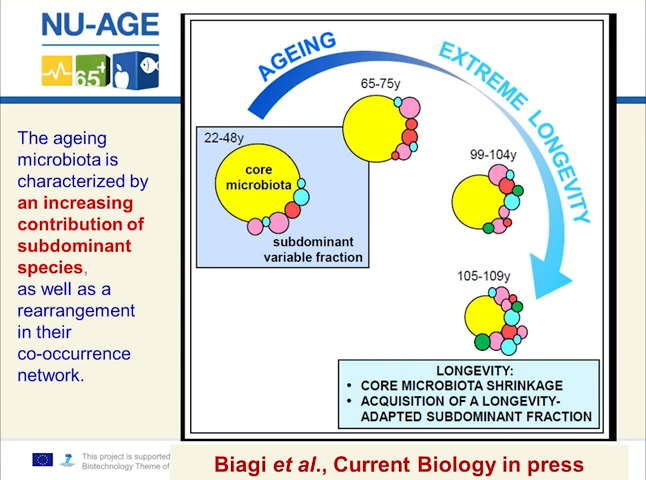 NU-AGE
65+
The ageing
microbiota is
characterized by
an increasing
contribution of
subdominant
species,
as well as a
rearrangement
in their
co-occurrence
network.
AGEING
EXTREME LONGEVITY
65-75y
22-48y
core
microbiota
subdominant
variable fraction
99-104y
105-109y
LONGEVITY:
• CORE MICROBIOTA SHRINKAGE
• ACQUISITION OF A LONGEVITY-
ADAPTED SUBDOMINANT FRACTION
This project is supported
Biotechnology Theme of
Biagi et al., Current Biology in press